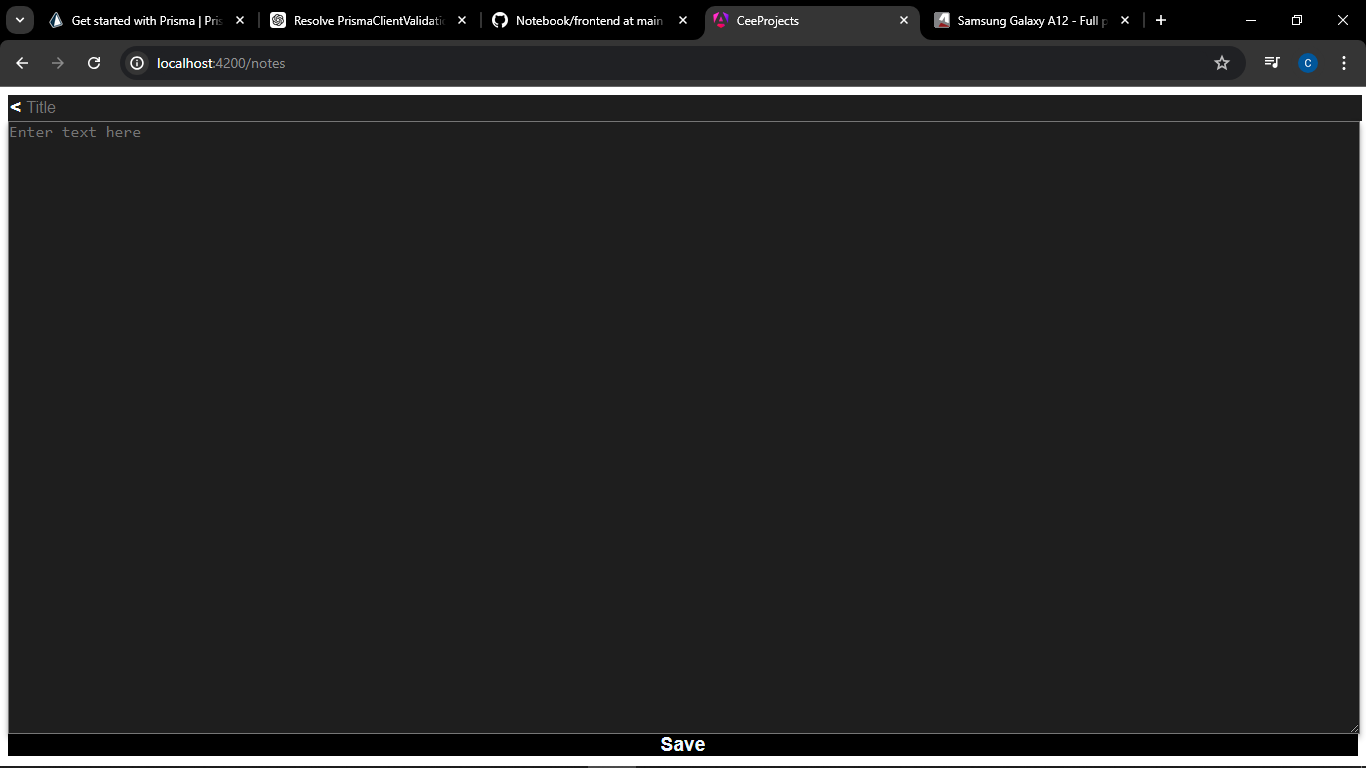 Get started with Prisma | Pris
Resolve PrismaClientValidatio
Notebook/frontend at main
CeeProjects
Samsung Galaxy A12 - Full p
localhost:4200/notes
C
< Title
Enter text here
Save